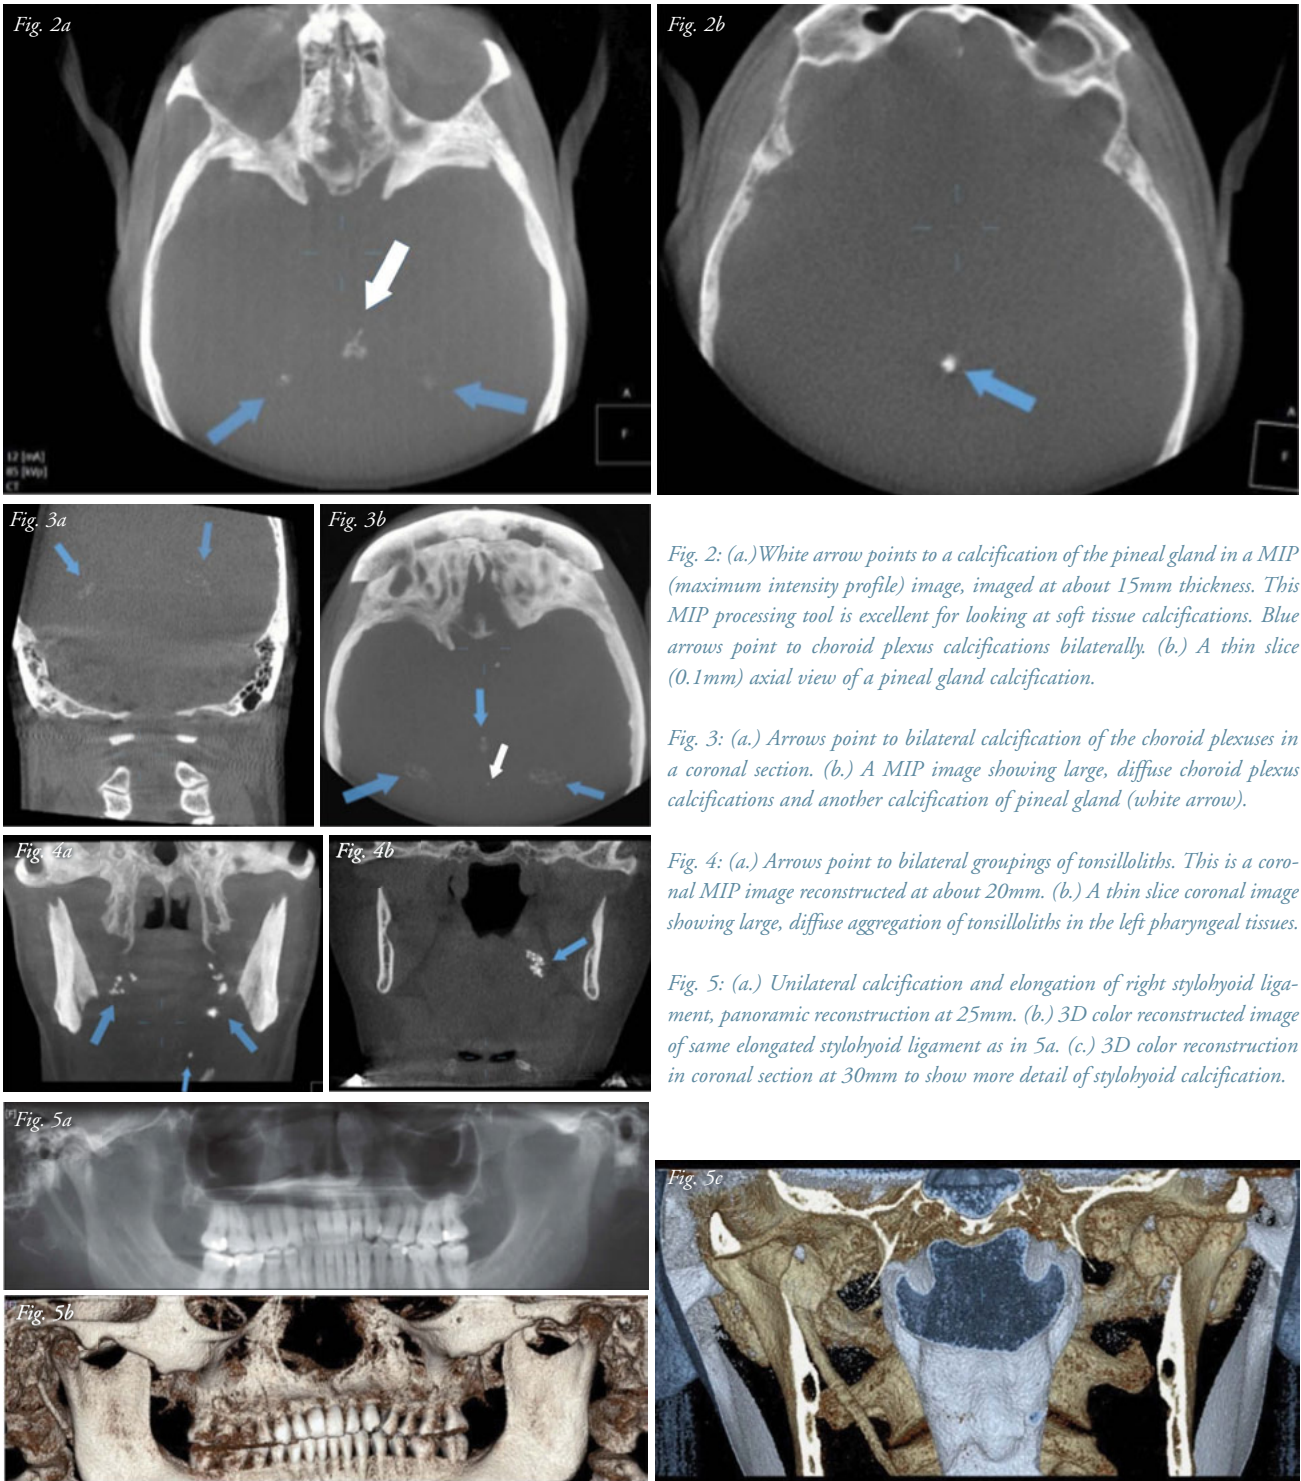 Fig. 2a
Fig. 2b
A
F
12 [mA]
85 [kVp]
CT
A
F
Fig. 3a
Fig. 3b
Fig. 2: (a.)White arrow points to a calcification of the pineal gland in a MIP
(maximum intensity profile) image, imaged at about 15mm thickness. This
MIP processing tool is excellent for looking at soft tissue calcifications. Blue
arrows point to choroid plexus calcifications bilaterally. (b.) A thin slice
(0.1mm) axial view of a pineal gland calcification.
Fig. 3: (a.) Arrows point to bilateral calcification of the choroid plexuses in
a coronal section. (b.) A MIP image showing large, diffuse choroid plexus
calcifications and another calcification of pineal gland (white arrow).
Fig. 4a
Fig. 4b
Fig. 4: (a.) Arrows point to bilateral groupings of tonsilloliths. This is a coro-
nal MIP image reconstructed at about 20mm. (b.) A thin slice coronal image
showing large, diffuse aggregation of tonsilloliths in the left pharyngeal tissues.
Fig. 5: (a.) Unilateral calcification and elongation of right stylohyoid liga-
ment, panoramic reconstruction at 25mm. (b.) 3D color reconstructed image
of same elongated stylohyoid ligament as in 5a. (c.) 3D color reconstruction
in coronal section at 30mm to show more detail of stylohyoid calcification.
Fig. 5a
Fig. 5c
Fig. 5b